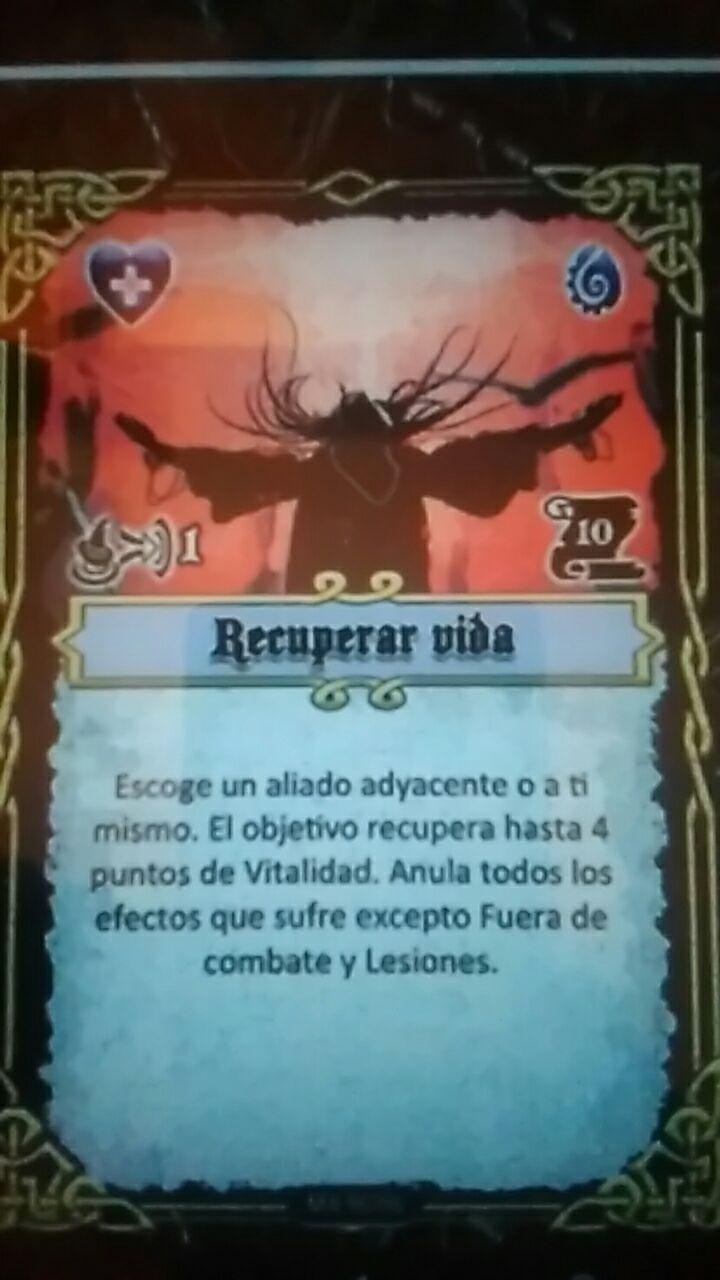 1
10
Recuperar vida
Escoge un aliado adyacente o a ti
mismo. El objetivo recupera hasta 4
puntos de Vitalidad. Anula todos los
efectos que sufre excepto Fuera de
combate y Lesiones.